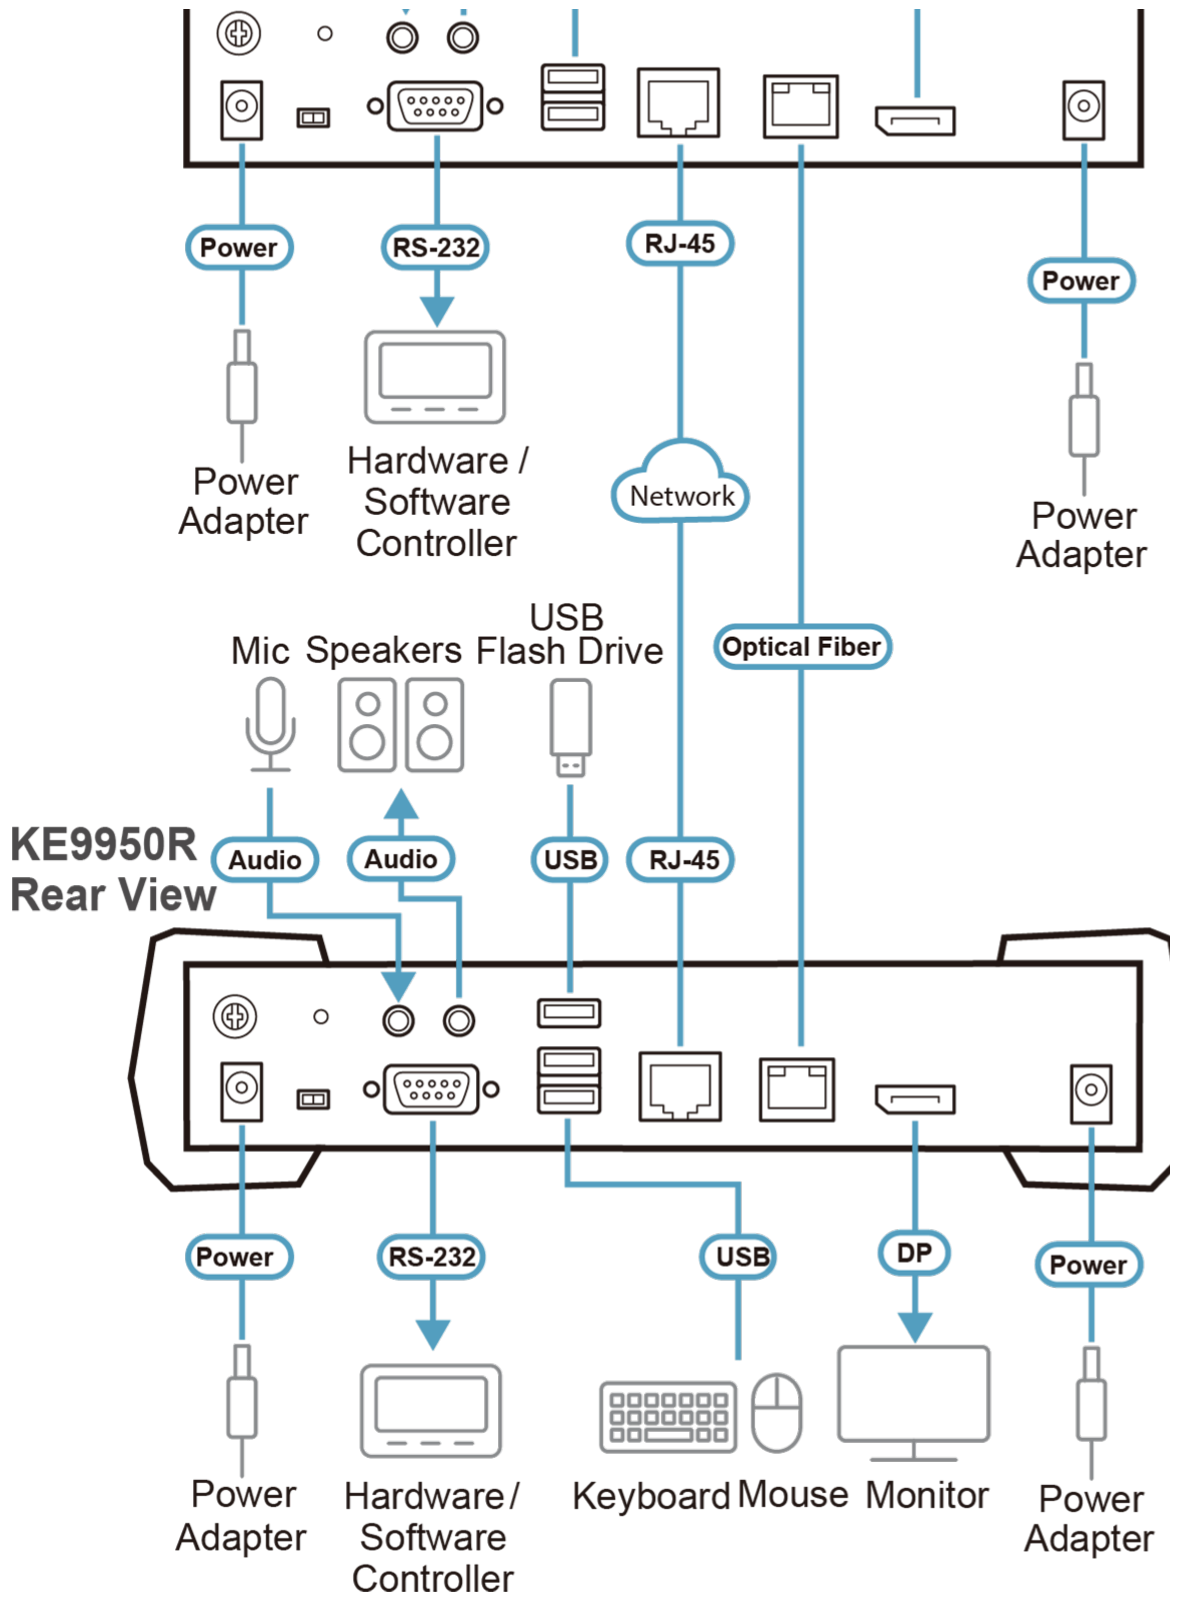 Power
RS-232
RJ-45
Power
Power
Adapter
Hardware /
Software
Controller
Network
Power
Adapter
Optical Fiber
Mic
Speakers
USB
Flash Drive
KE9950R
Rear View
Audio
Audio
USB
RJ-45
Power
RS-232
USB
DP
Power
Power
Adapter
Hardware /
Software
Controller
Keyboard
Mouse
Monitor
Power
Adapter